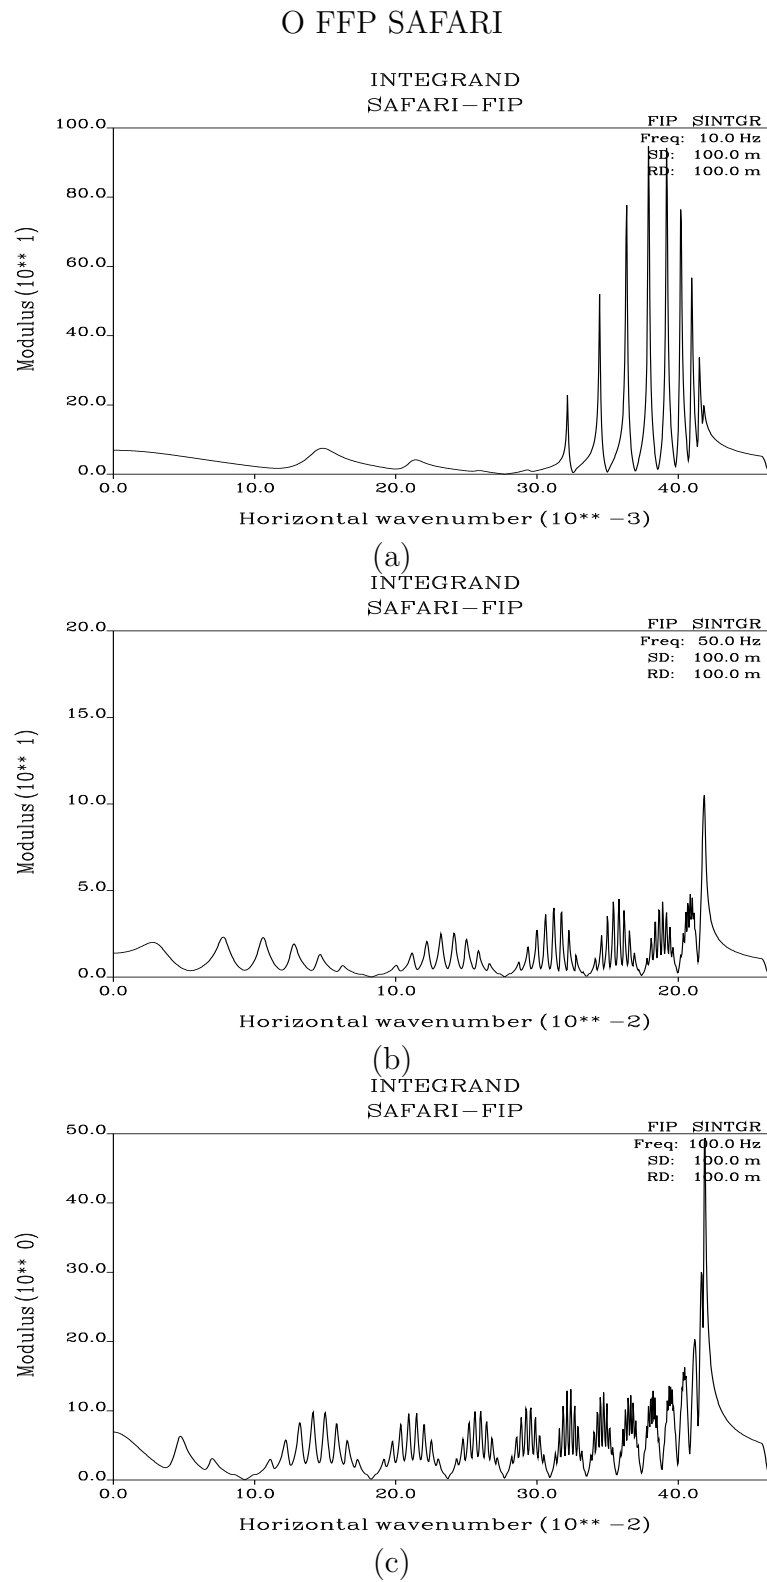 O FFP SAFARI
INTEGRAND
SAFARI−FIP
FIP SINTGR
Freq: 10.0 Hz
SD: 100.0 m
RD: 100.0 m
100.0
80.0
60.0
40.0
20.0
0.0
Modulus (10** 1)
0.0 10.0 20.0 30.0 40.0
Horizontal wavenumber (10** −3)
(a)
INTEGRAND
SAFARI−FIP
FIP SINTGR
Freq: 50.0 Hz
SD: 100.0 m
RD: 100.0 m
20.0
15.0
10.0
5.0
0.0
Modulus (10** 1)
0.0 10.0 20.0
Horizontal wavenumber (10** −2)
(b)
INTEGRAND
SAFARI−FIP
FIP SINTGR
Freq: 100.0 Hz
SD: 100.0 m
RD: 100.0 m
50.0
40.0
30.0
20.0
10.0
0.0
Modulus (10** 0)
0.0 10.0 20.0 30.0 40.0
Horizontal wavenumber (10** −2)
(c)